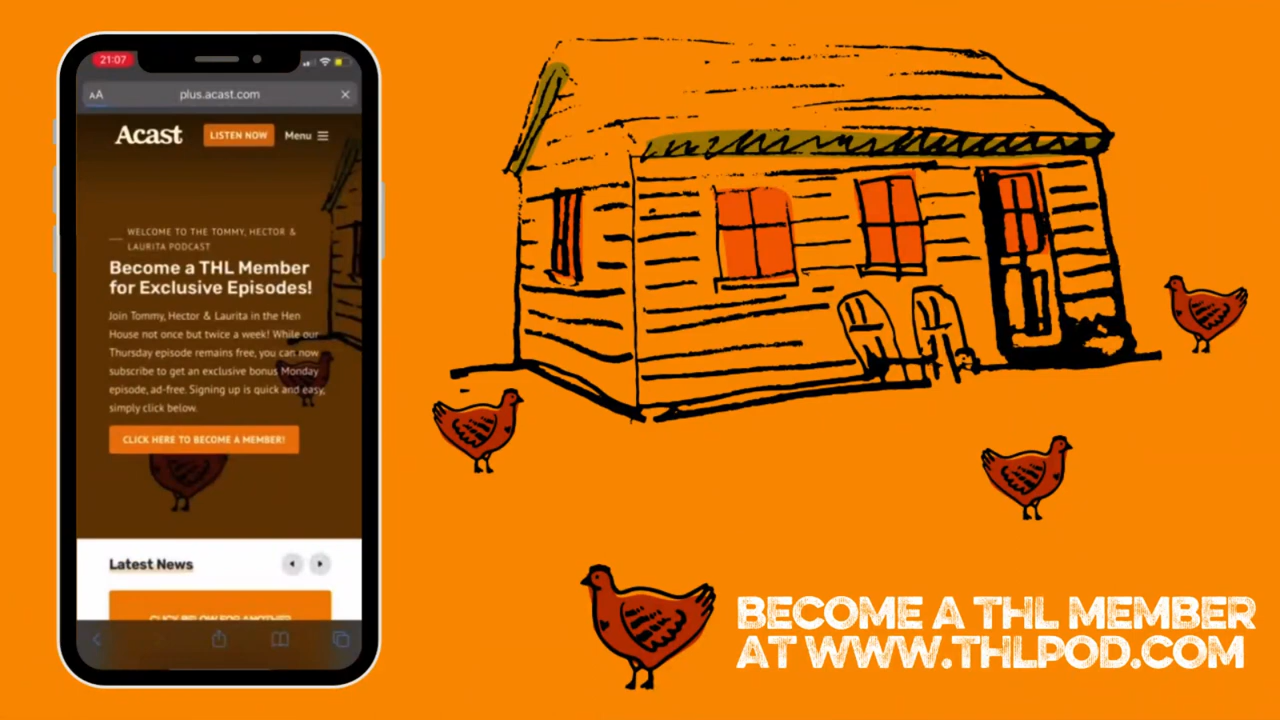 21:07
AA plus.acast.com
Acast LISTEN NOW Menu
WELCOME TO THE TOMMY, HECTOR &
LAURITA PODCAST
Become a THL Member
for Exclusive Episodes!
Join Tommy, Hector & Laurita in the Hen
House not once but twice a week! While our
Thursday episode remains free, you can now
subscribe to get an exclusive bonus Monday
episode, ad-free. Signing up is quick and easy,
simply click below.
CLICK HERE TO BECOME A MEMBER!
Latest News
CLICK BELOW FOR ANOTHER
BECOME A THL MEMBER
AT WWW.THLPOD.COM